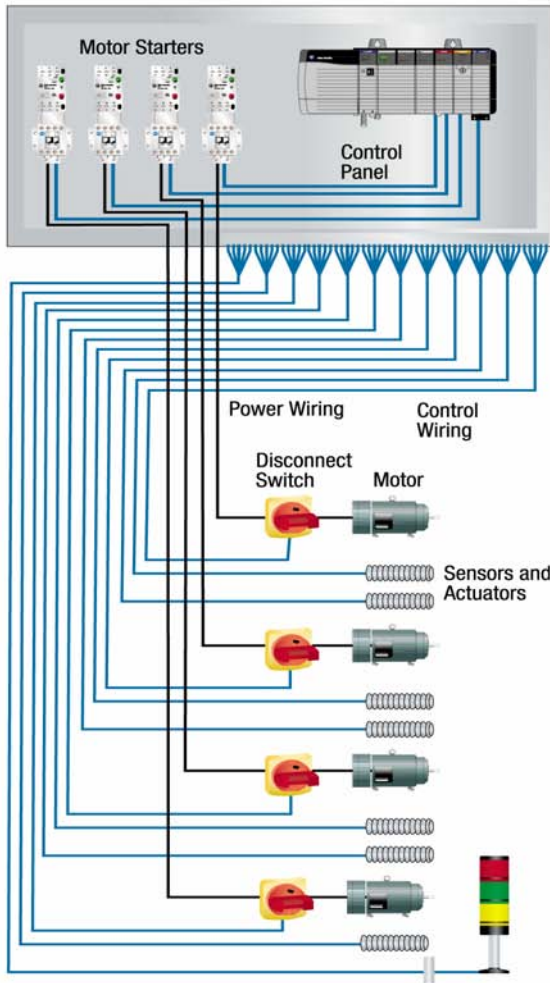 Motor Starters
Control
Panel
Power Wiring
Control
Wiring
Disconnect
Switch
Motor
Sensors and
Actuators